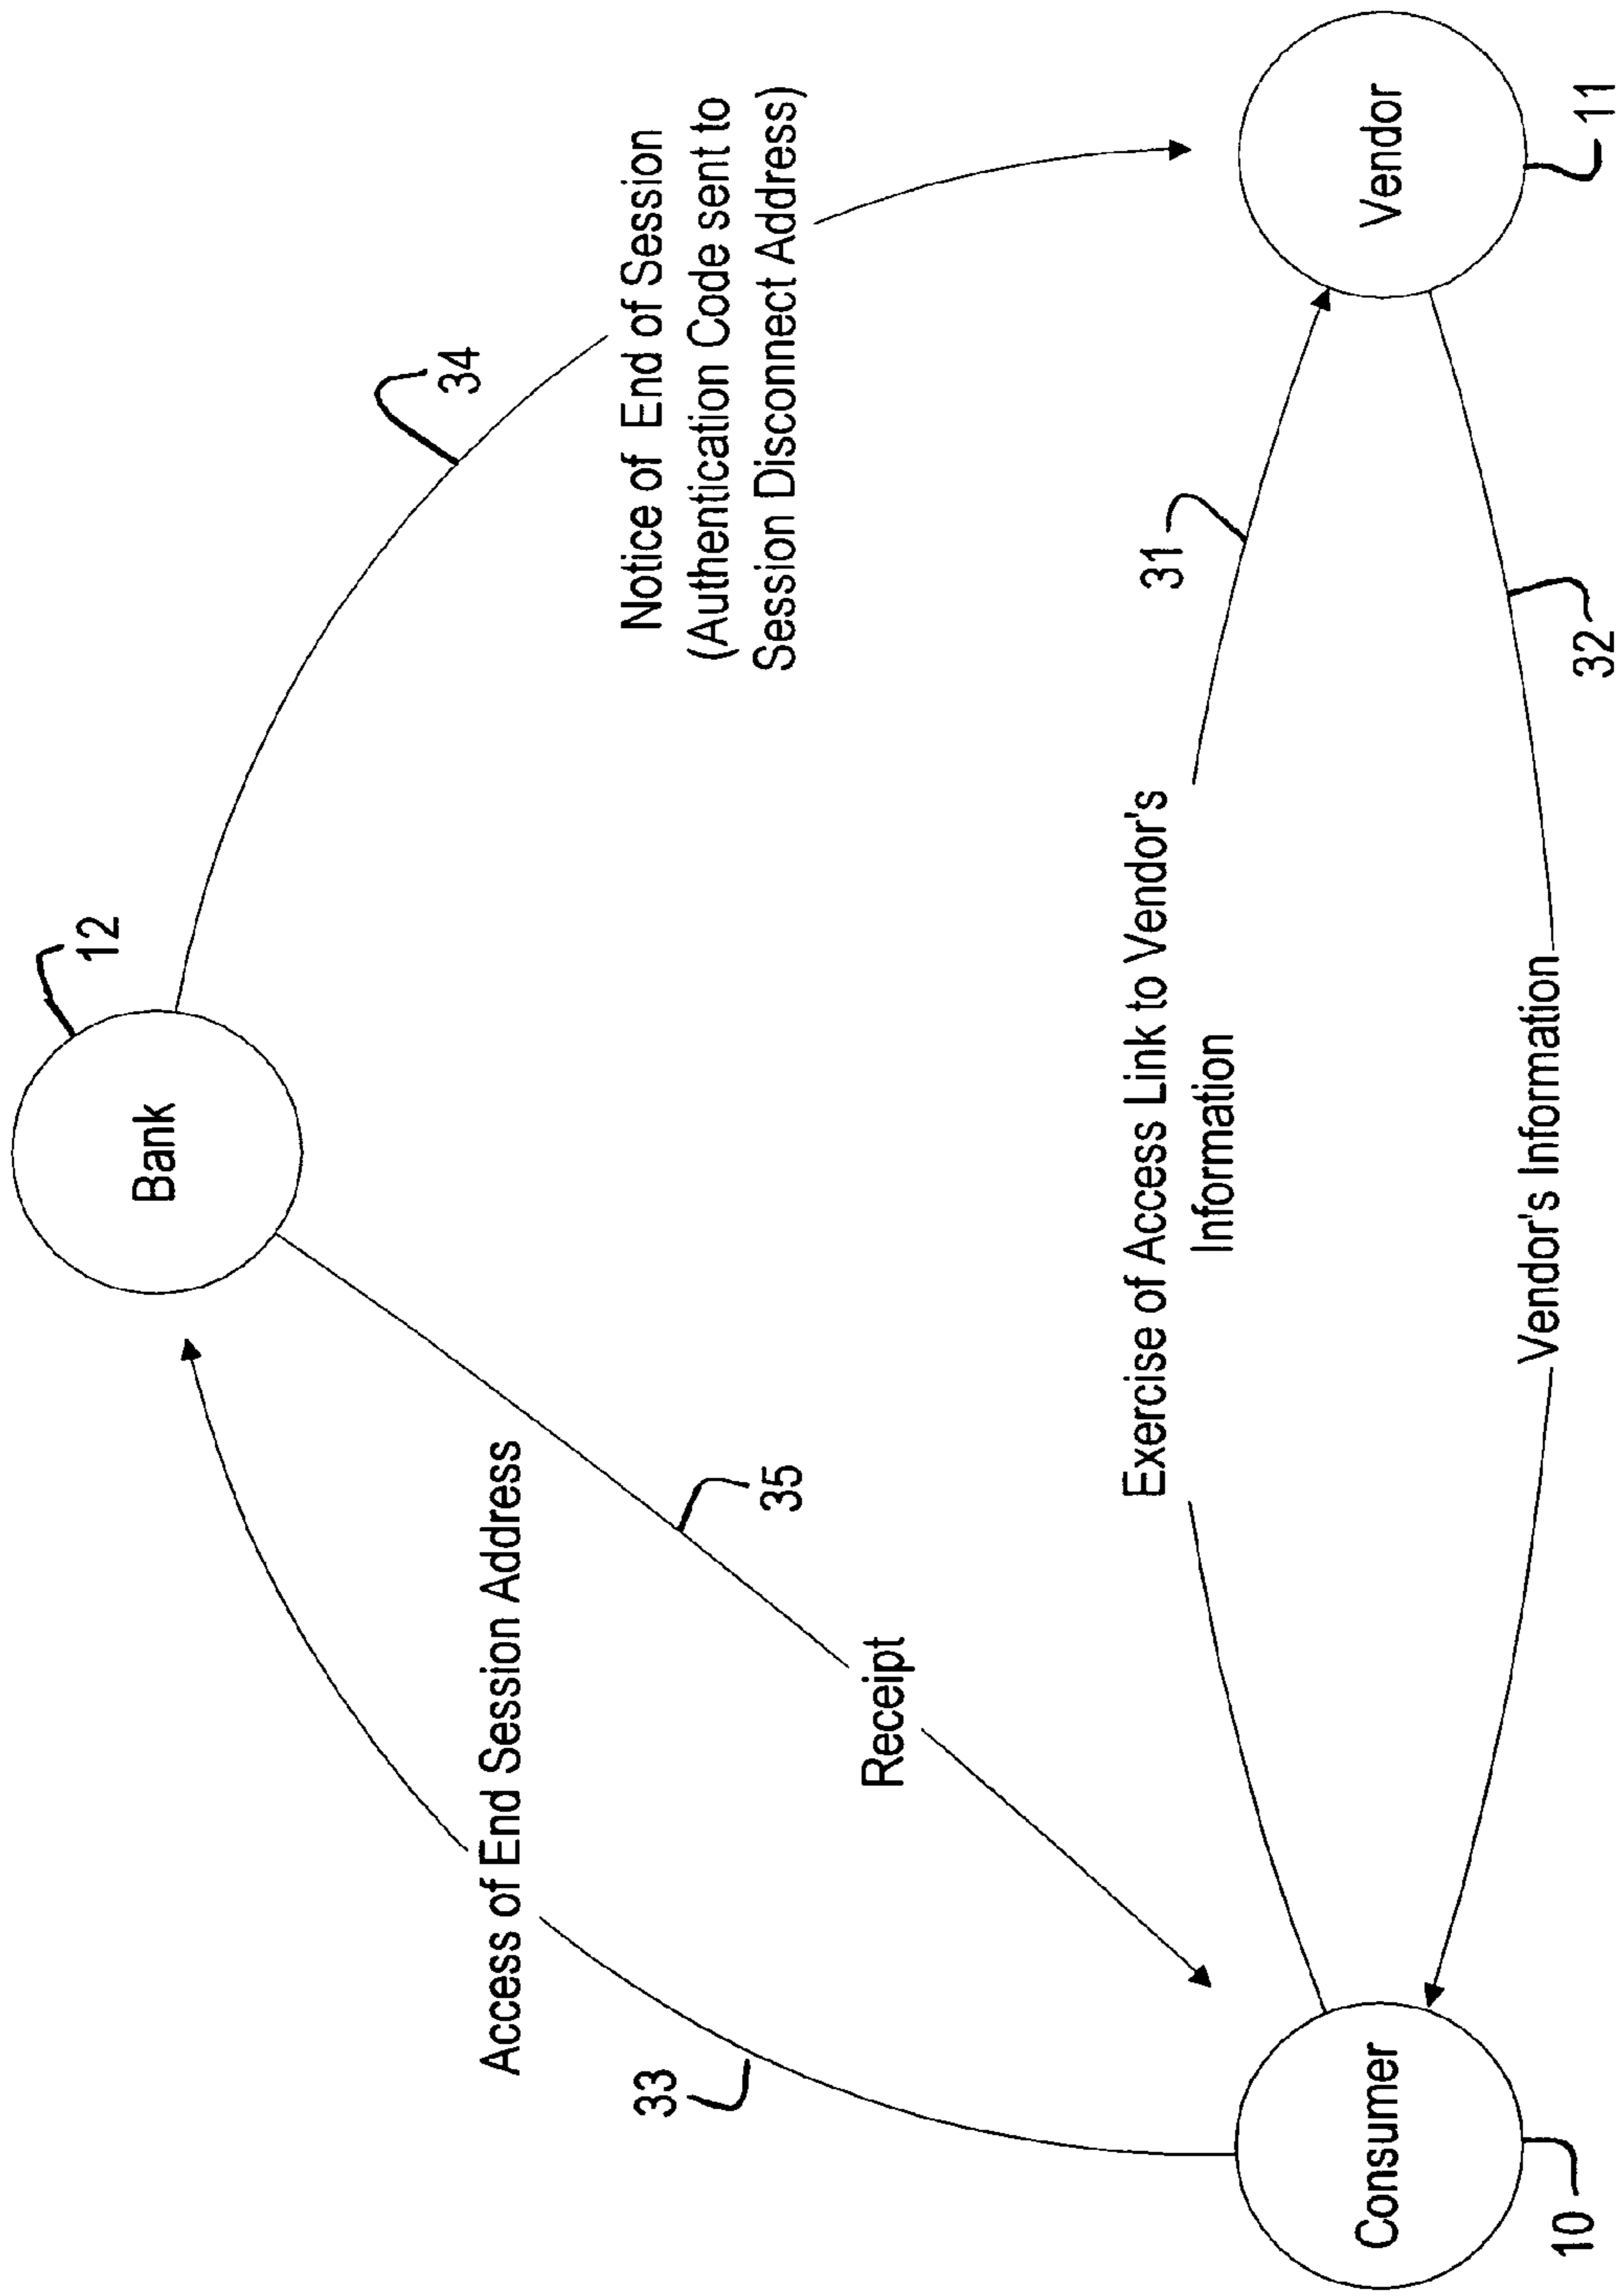 Bank
12
34
Notice of End of Session
(Authentication Code sent to
Session Disconnect Address)
Access of End Session Address
33
35
Receipt
31
Exercise of Access Link to Vendor's
Information
Consumer
10
Vendor
11
32
Vendor's Information